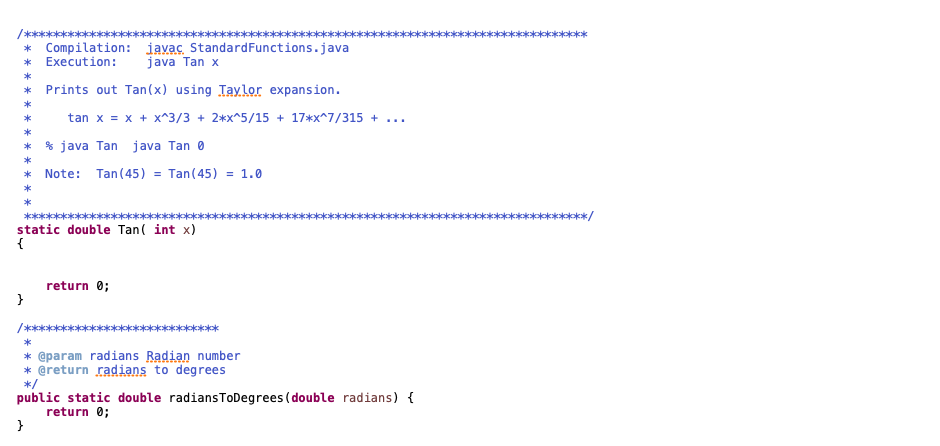 /******************************************************************************
* Compilation: javac StandardFunctions.java
* Execution: java Tan x
*
* Prints out Tan(x) using Taylor expansion.
*
* tan x = x + x^3/3 + 2*x^5/15 + 17*x^7/315 + ...
*
* % java Tan java Tan 0
*
* Note: Tan(45) = Tan(45) = 1.0
*
*
******************************************************************************/
static double Tan( int x)
{
return 0;
}
/***************************
*
* @param radians Radian number
* @return radians to degrees
*/
public static double radiansToDegrees(double radians) {
return 0;
}